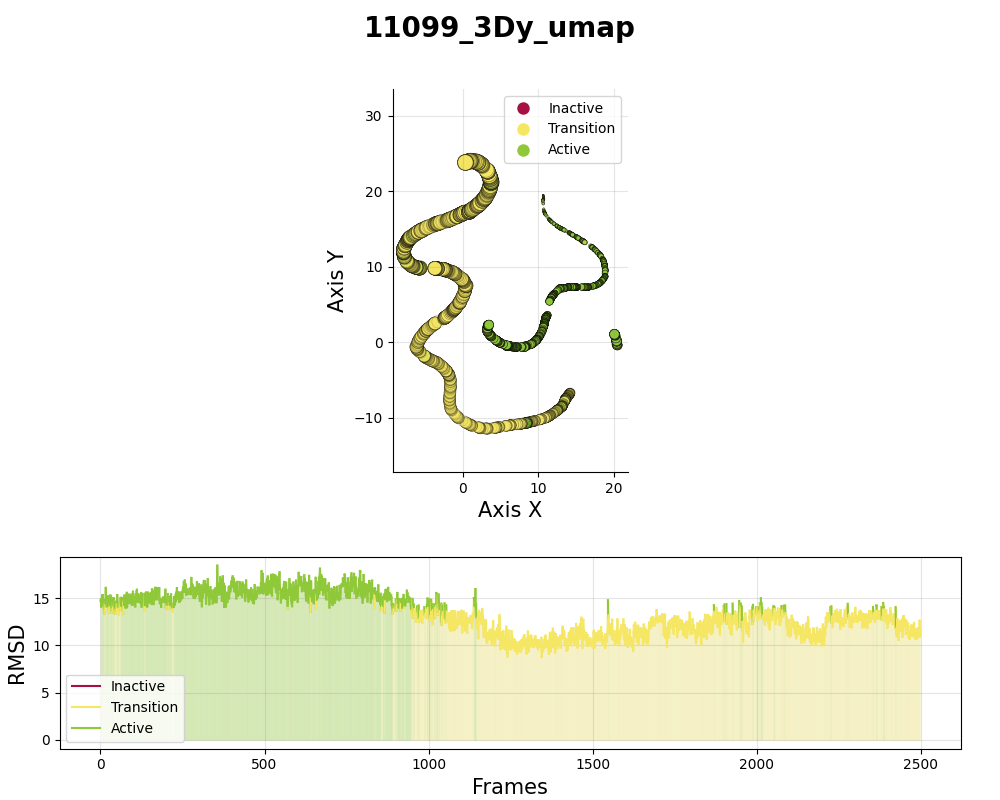 11099_3Dy_umap
30
20
10
0
−10
Axis Y
Inactive
Transition
Active
0 10 20
Axis X
15
10
5
0
RMSD
Inactive
Transition
Active
0 500 1000 1500 2000 2500
Frames